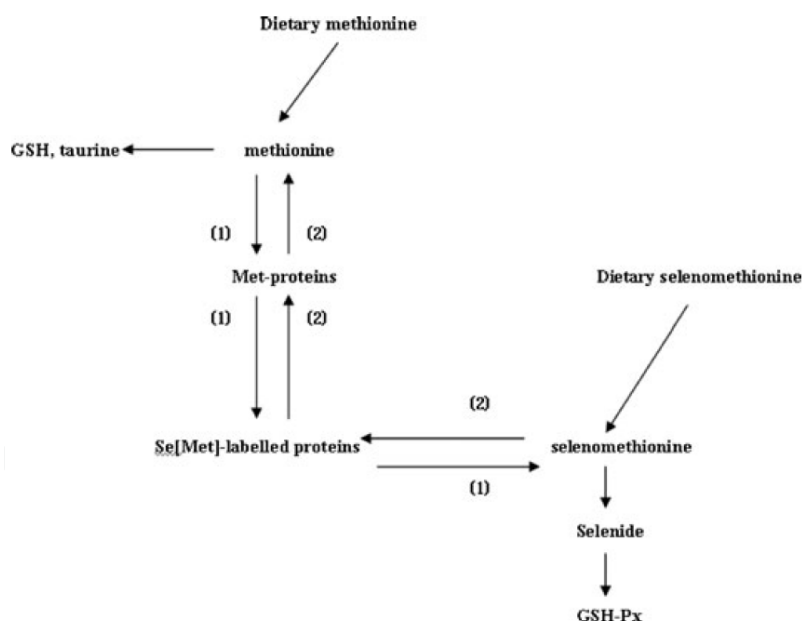 Dietary methionine
GSH, taurine
methionine
(1)
(2)
Met-proteins
Dietary selenomethionine
(1)
(2)
(2)
Se[Met]-labelled proteins
selenomethionine
(1)
Selenide
GSH-Px